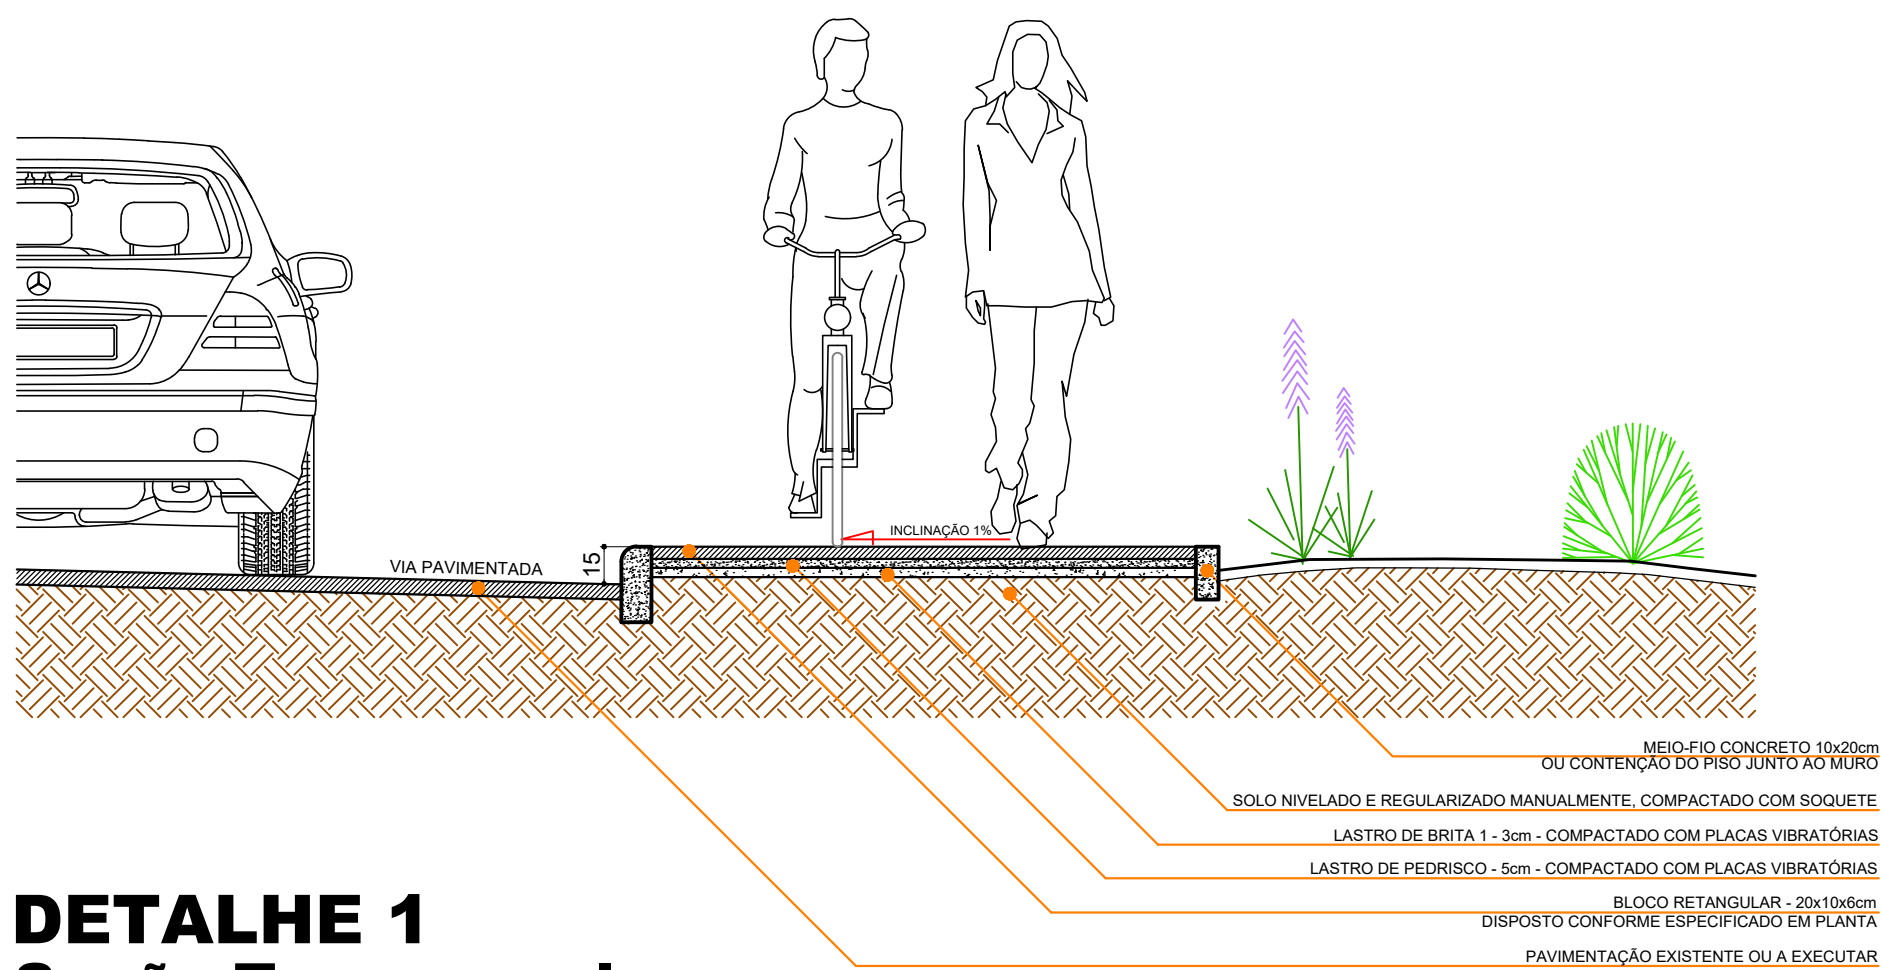 INCLINAÇÃO 1%
VIA PAVIMENTADA
15
MEIO-FIO CONCRETO 10x20cm
OU CONTENÇÃO DO PISO JUNTO AO MURO
SOLO NIVELADO E REGULARIZADO MANUALMENTE, COMPACTADO COM SOQUETE
LASTRO DE BRITA 1 - 3cm - COMPACTADO COM PLACAS VIBRATÓRIAS
LASTRO DE PEDRISCO - 5cm - COMPACTADO COM PLACAS VIBRATÓRIAS
BLOCO RETANGULAR - 20x10x6cm
DISPOSTO CONFORME ESPECIFICADO EM PLANTA
PAVIMENTAÇÃO EXISTENTE OU A EXECUTAR
DETALHE 1